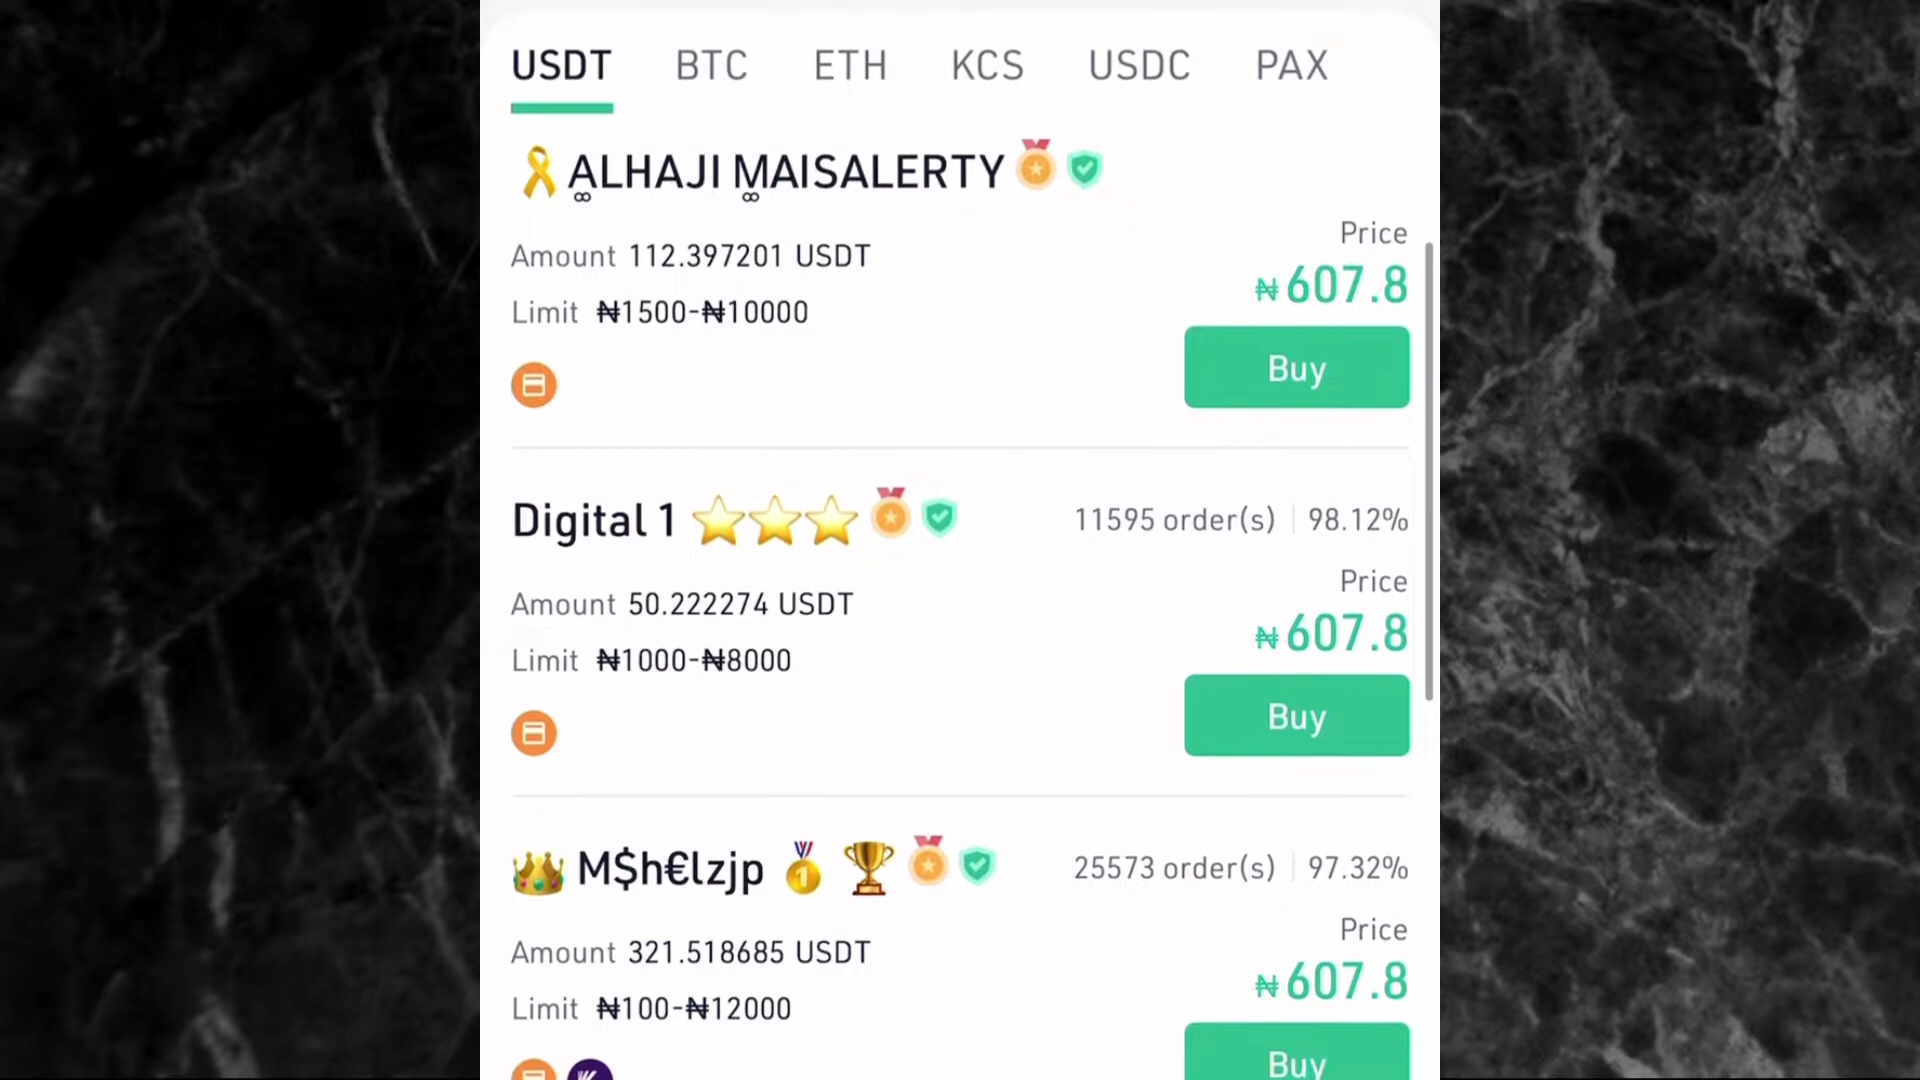 USDT BTC ETH KCS USDC PAX
A͚LHAJI M͚AISALERTY
Price
Amount 112.397201 USDT
₦607.8
Limit ₦1500-₦10000
Buy
Digital 1 ⭐⭐⭐ 11595 order(s) | 98.12%
Price
Amount 50.222274 USDT
₦607.8
Limit ₦1000-₦8000
Buy
M$h€lzjp 25573 order(s) | 97.32%
Price
Amount 321.518685 USDT
₦607.8
Limit ₦100-₦12000
Buy